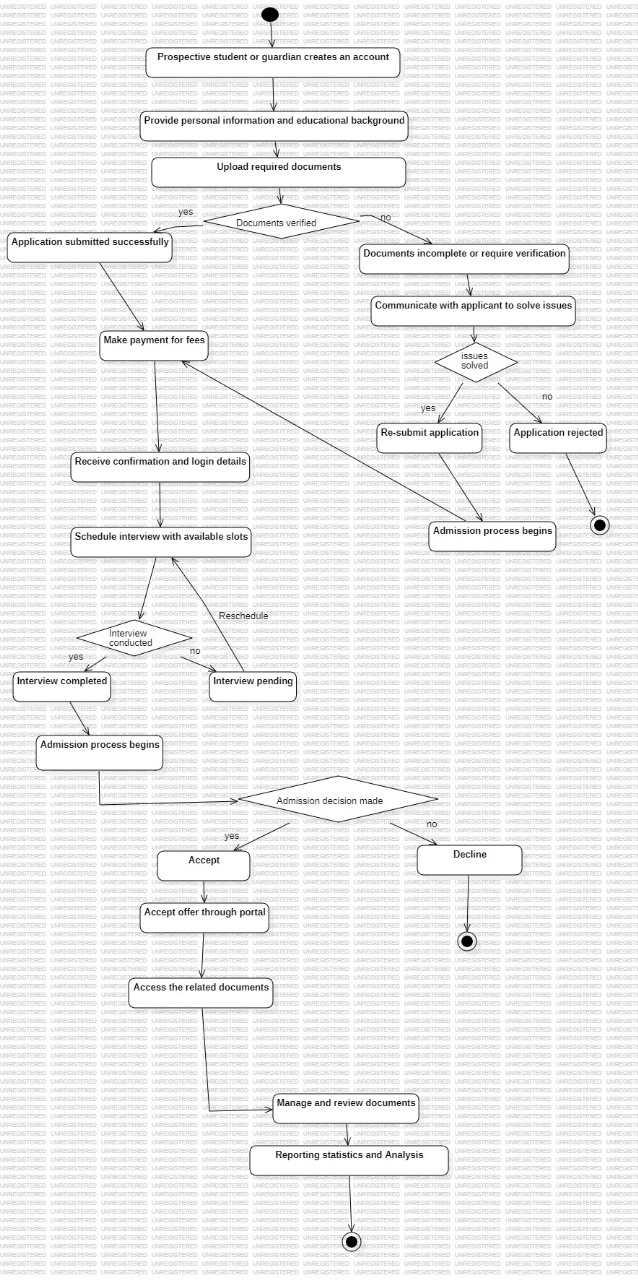 Prospective student or guardian creates an account
Provide personal information and educational background
Upload required documents
yes
Documents verified
no
Application submitted successfully
Documents incomplete or require verification
Communicate with applicant to solve issues
Make payment for fees
issues
solved
yes
no
Re-submit application
Application rejected
Receive confirmation and login details
Admission process begins
Schedule interview with available slots
Reschedule
Interview
conducted
yes
no
Interview completed
Interview pending
Admission process begins
Admission decision made
yes
no
Accept
Decline
Accept offer through portal
Access the related documents
Manage and review documents
Reporting statistics and Analysis
UNREGISTERED